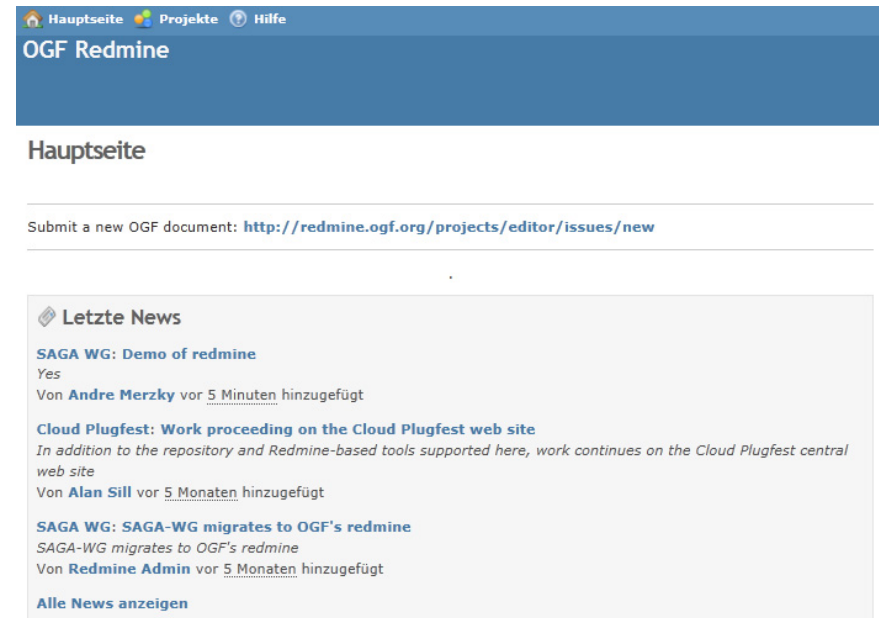 Hauptseite Projekte Hilfe
OGF Redmine
Hauptseite
Submit a new OGF document: http://redmine.ogf.org/projects/editor/issues/new
.
Letzte News
SAGA WG: Demo of redmine
Yes
Von Andre Merzky vor 5 Minuten hinzugefügt
Cloud Plugfest: Work proceeding on the Cloud Plugfest web site
In addition to the repository and Redmine-based tools supported here, work continues on the Cloud Plugfest central
web site
Von Alan Sill vor 5 Monaten hinzugefügt
SAGA WG: SAGA-WG migrates to OGF's redmine
SAGA-WG migrates to OGF's redmine
Von Redmine Admin vor 5 Monaten hinzugefügt
Alle News anzeigen